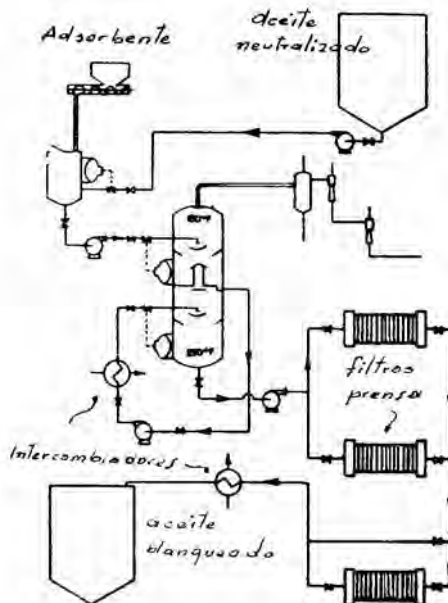 Adsorbente
aceite
neutralizado
filtros
prensa
Intercambiadores
aceite
blanqueado